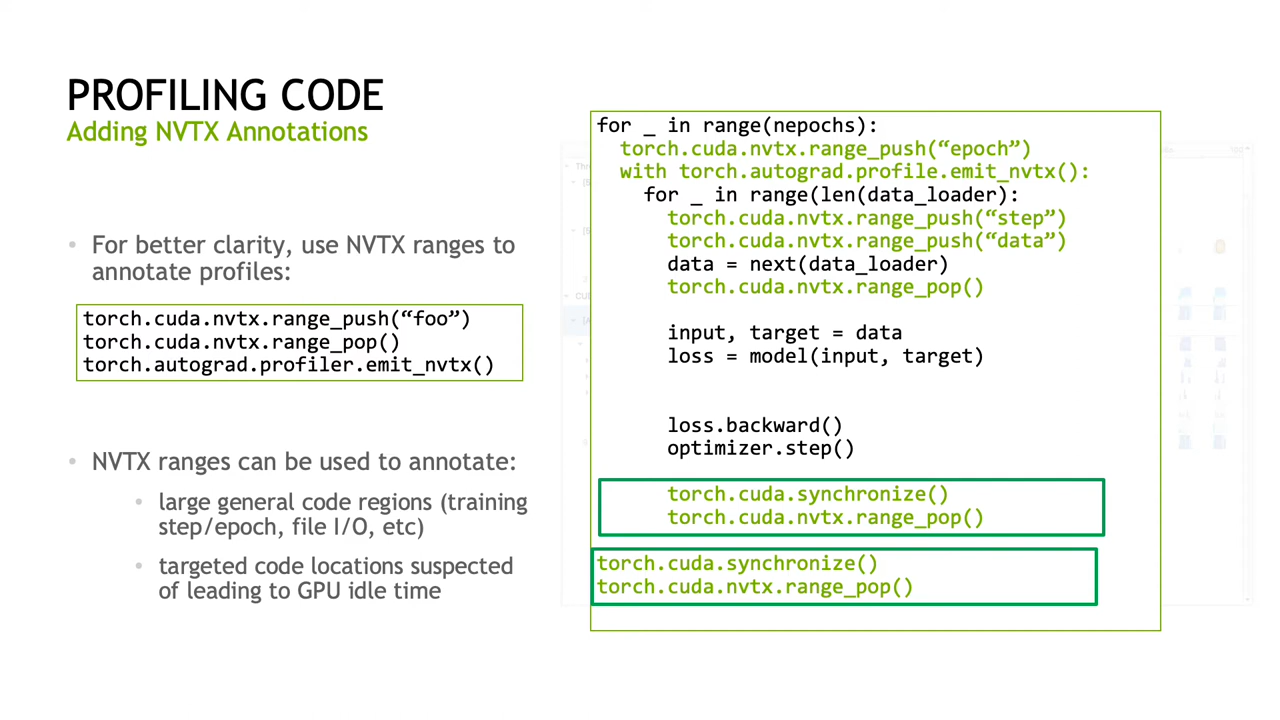 PROFILING CODE
Adding NVTX Annotations
• For better clarity, use NVTX ranges to
annotate profiles:
torch.cuda.nvtx.range_push(“foo”)
torch.cuda.nvtx.range_pop()
torch.autograd.profiler.emit_nvtx()
• NVTX ranges can be used to annotate:
• large general code regions (training
step/epoch, file I/O, etc)
• targeted code locations suspected
of leading to GPU idle time
for _ in range(nepochs):
torch.cuda.nvtx.range_push(“epoch”)
with torch.autograd.profile.emit_nvtx():
for _ in range(len(data_loader):
torch.cuda.nvtx.range_push(“step”)
torch.cuda.nvtx.range_push(“data”)
data = next(data_loader)
torch.cuda.nvtx.range_pop()
input, target = data
loss = model(input, target)
loss.backward()
optimizer.step()
torch.cuda.synchronize()
torch.cuda.nvtx.range_pop()
torch.cuda.synchronize()
torch.cuda.nvtx.range_pop()